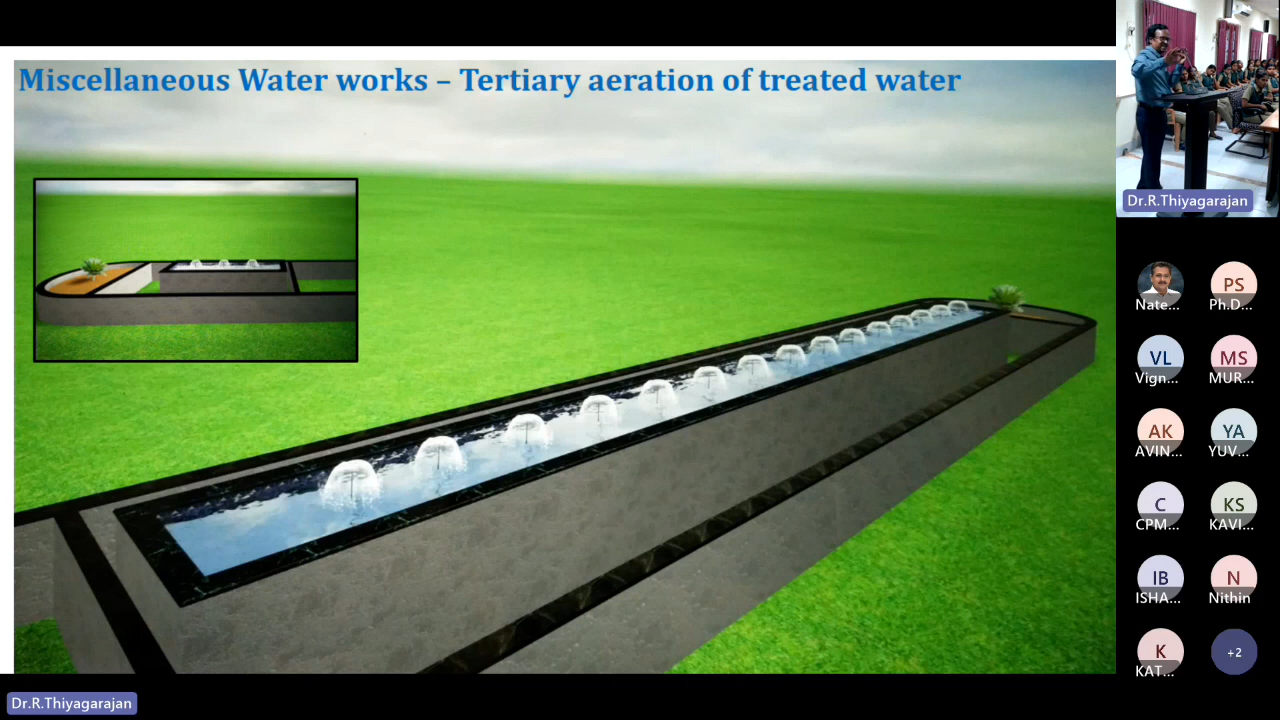 Miscellaneous Water works – Tertiary aeration of treated water
Dr.R.Thiyagarajan
Nate...
PS
Ph.D...
VL
Vign...
MS
MUR...
AK
AVIN...
YA
YUV...
C
CPM...
KS
KAVI...
IB
ISHA...
N
Nithin
K
KAT...
+2
Dr.R.Thiyagarajan